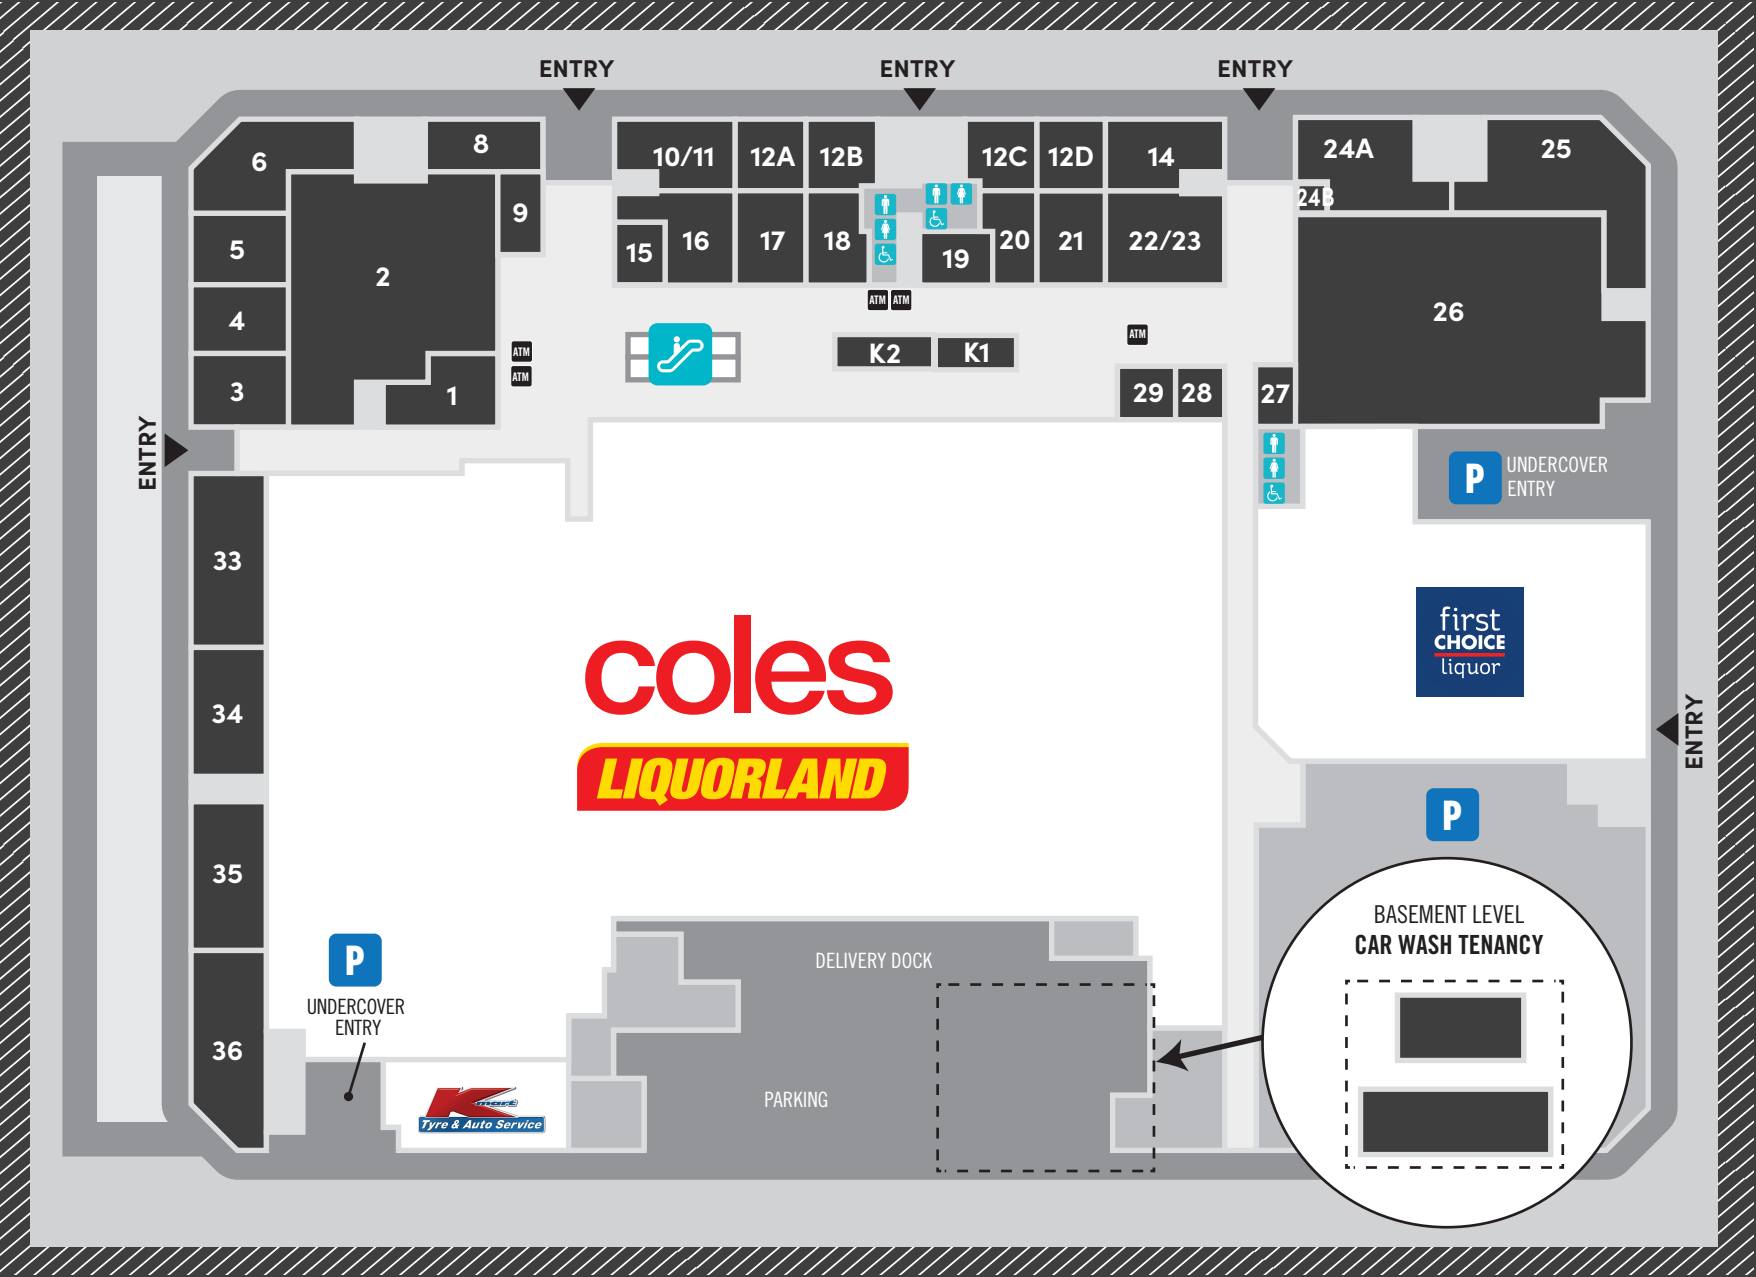 ENTRY
ENTRY
ENTRY
6
8
10/11
12A
12B
12C
12D
14
24A
25
24B
9
5
2
15
16
17
18
19
20
21
22/23
ATM
ATM
4
26
ATM
ATM
ATM
K2
K1
3
1
29
28
27
ENTRY
P
UNDERCOVER
ENTRY
33
first
CHOICE
liquor
coles
34
ENTRY
LIQUORLAND
P
35
BASEMENT LEVEL
CAR WASH TENANCY
P
DELIVERY DOCK
UNDERCOVER
ENTRY
36
PARKING
Kmart
Tyre & Auto Service